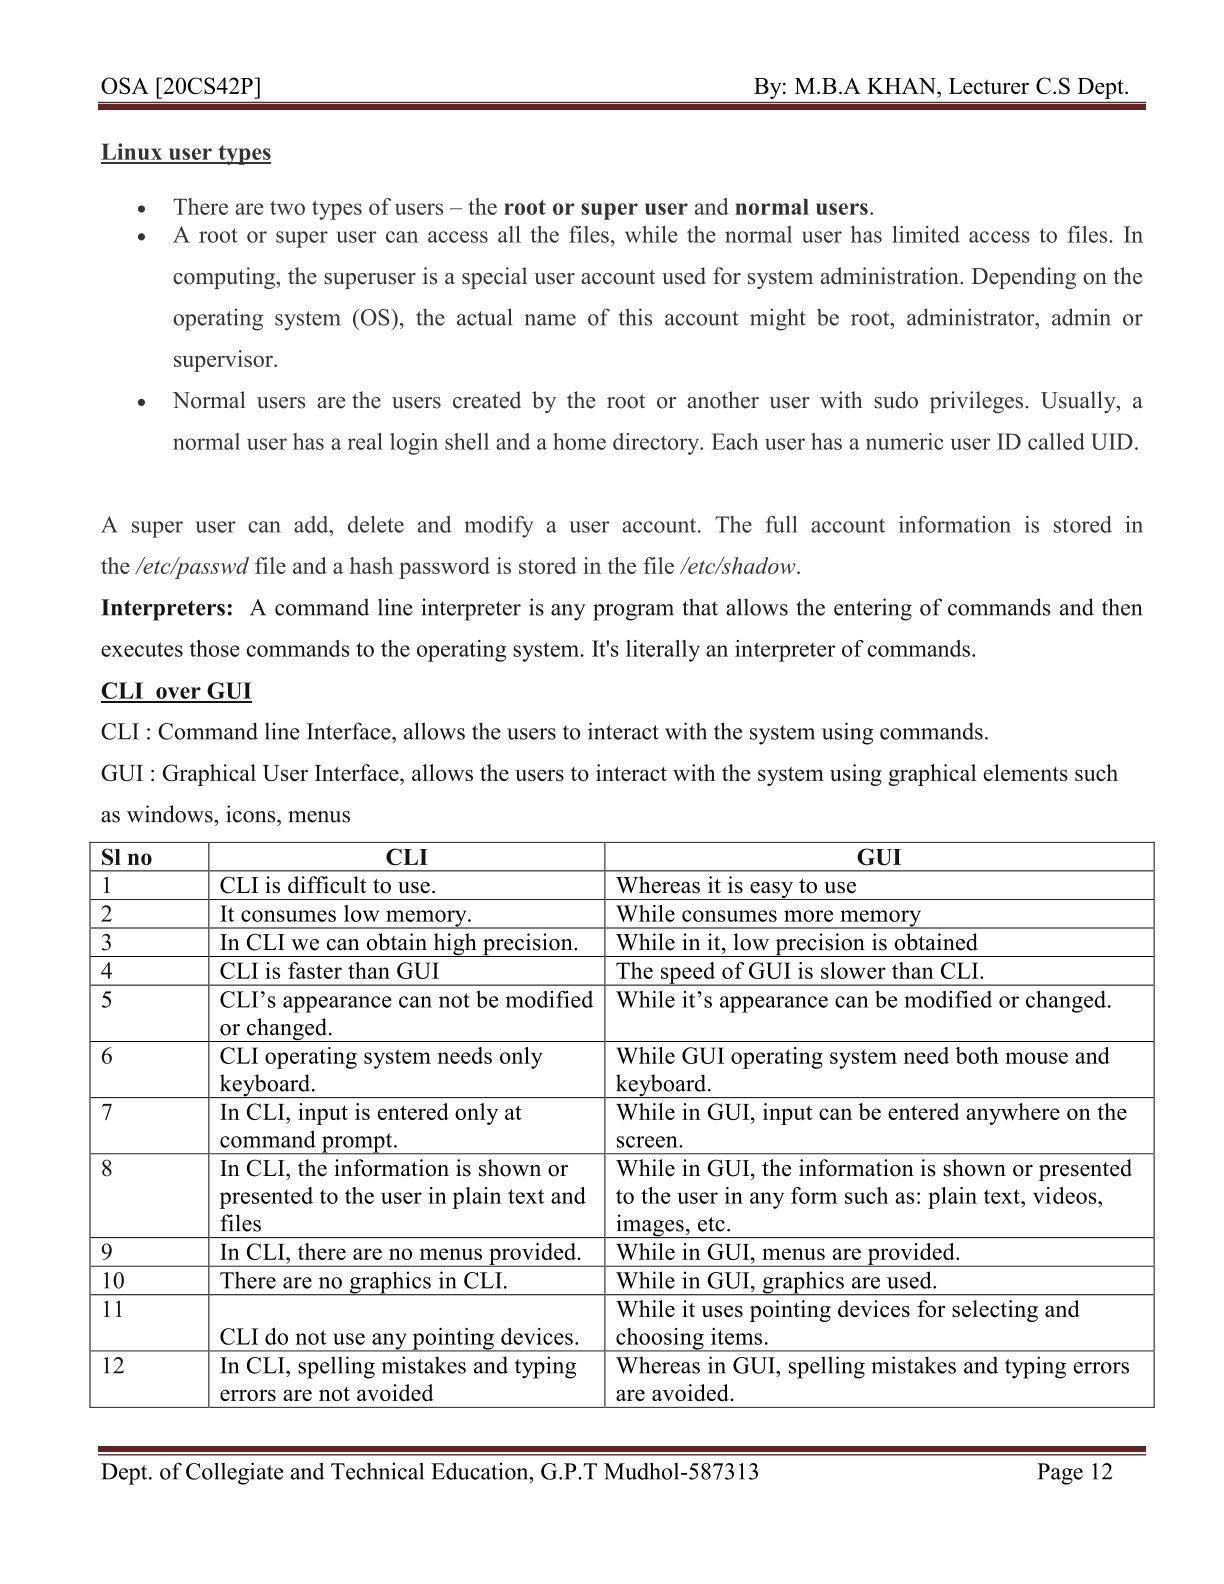 OSA [20CS42P] By: M.B.A KHAN, Lecturer C.S Dept.
Linux user types
• There are two types of users – the root or super user and normal users.
• A root or super user can access all the files, while the normal user has limited access to files. In
computing, the superuser is a special user account used for system administration. Depending on the
operating system (OS), the actual name of this account might be root, administrator, admin or
supervisor.
• Normal users are the users created by the root or another user with sudo privileges. Usually, a
normal user has a real login shell and a home directory. Each user has a numeric user ID called UID.
A super user can add, delete and modify a user account. The full account information is stored in
the /etc/passwd file and a hash password is stored in the file /etc/shadow.
Interpreters: A command line interpreter is any program that allows the entering of commands and then
executes those commands to the operating system. It's literally an interpreter of commands.
CLI over GUI
CLI : Command line Interface, allows the users to interact with the system using commands.
GUI : Graphical User Interface, allows the users to interact with the system using graphical elements such
as windows, icons, menus
Sl no CLI GUI
1 CLI is difficult to use. Whereas it is easy to use
2 It consumes low memory. While consumes more memory
3 In CLI we can obtain high precision. While in it, low precision is obtained
4 CLI is faster than GUI The speed of GUI is slower than CLI.
5 CLI’s appearance can not be modified While it’s appearance can be modified or changed.
or changed.
6 CLI operating system needs only While GUI operating system need both mouse and
keyboard. keyboard.
7 In CLI, input is entered only at While in GUI, input can be entered anywhere on the
command prompt. screen.
8 In CLI, the information is shown or While in GUI, the information is shown or presented
presented to the user in plain text and to the user in any form such as: plain text, videos,
files images, etc.
9 In CLI, there are no menus provided. While in GUI, menus are provided.
10 There are no graphics in CLI. While in GUI, graphics are used.
11 While it uses pointing devices for selecting and
CLI do not use any pointing devices. choosing items.
12 In CLI, spelling mistakes and typing Whereas in GUI, spelling mistakes and typing errors
errors are not avoided are avoided.
Dept. of Collegiate and Technical Education, G.P.T Mudhol-587313 Page 12